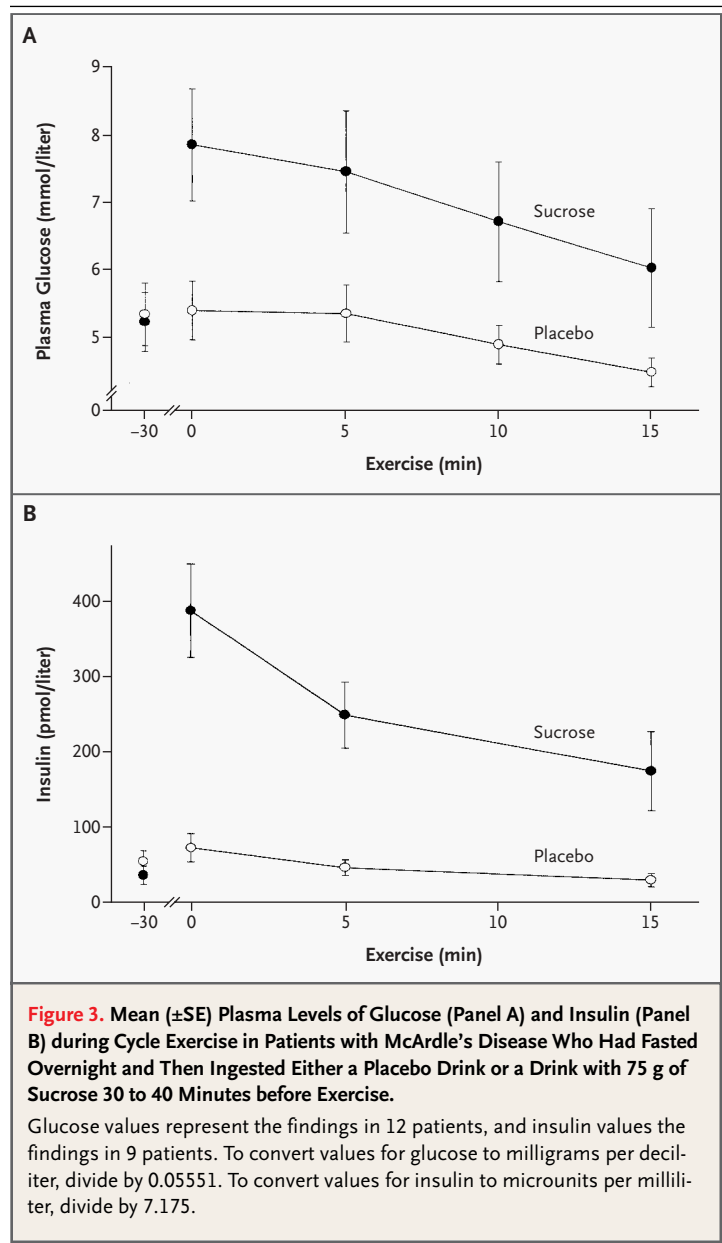 A
9
8
7
6
5
0
Plasma Glucose (mmol/liter)
Sucrose
Placebo
–30 0 5 10 15
Exercise (min)
B
400
300
200
100
0
Insulin (pmol/liter)
Sucrose
Placebo
–30 0 5 10 15
Exercise (min)
Figure 3. Mean (±SE) Plasma Levels of Glucose (Panel A) and Insulin (Panel
B) during Cycle Exercise in Patients with McArdle’s Disease Who Had Fasted
Overnight and Then Ingested Either a Placebo Drink or a Drink with 75 g of
Sucrose 30 to 40 Minutes before Exercise.
Glucose values represent the findings in 12 patients, and insulin values the
findings in 9 patients. To convert values for glucose to milligrams per decil-
iter, divide by 0.05551. To convert values for insulin to microunits per millili-
ter, divide by 7.175.